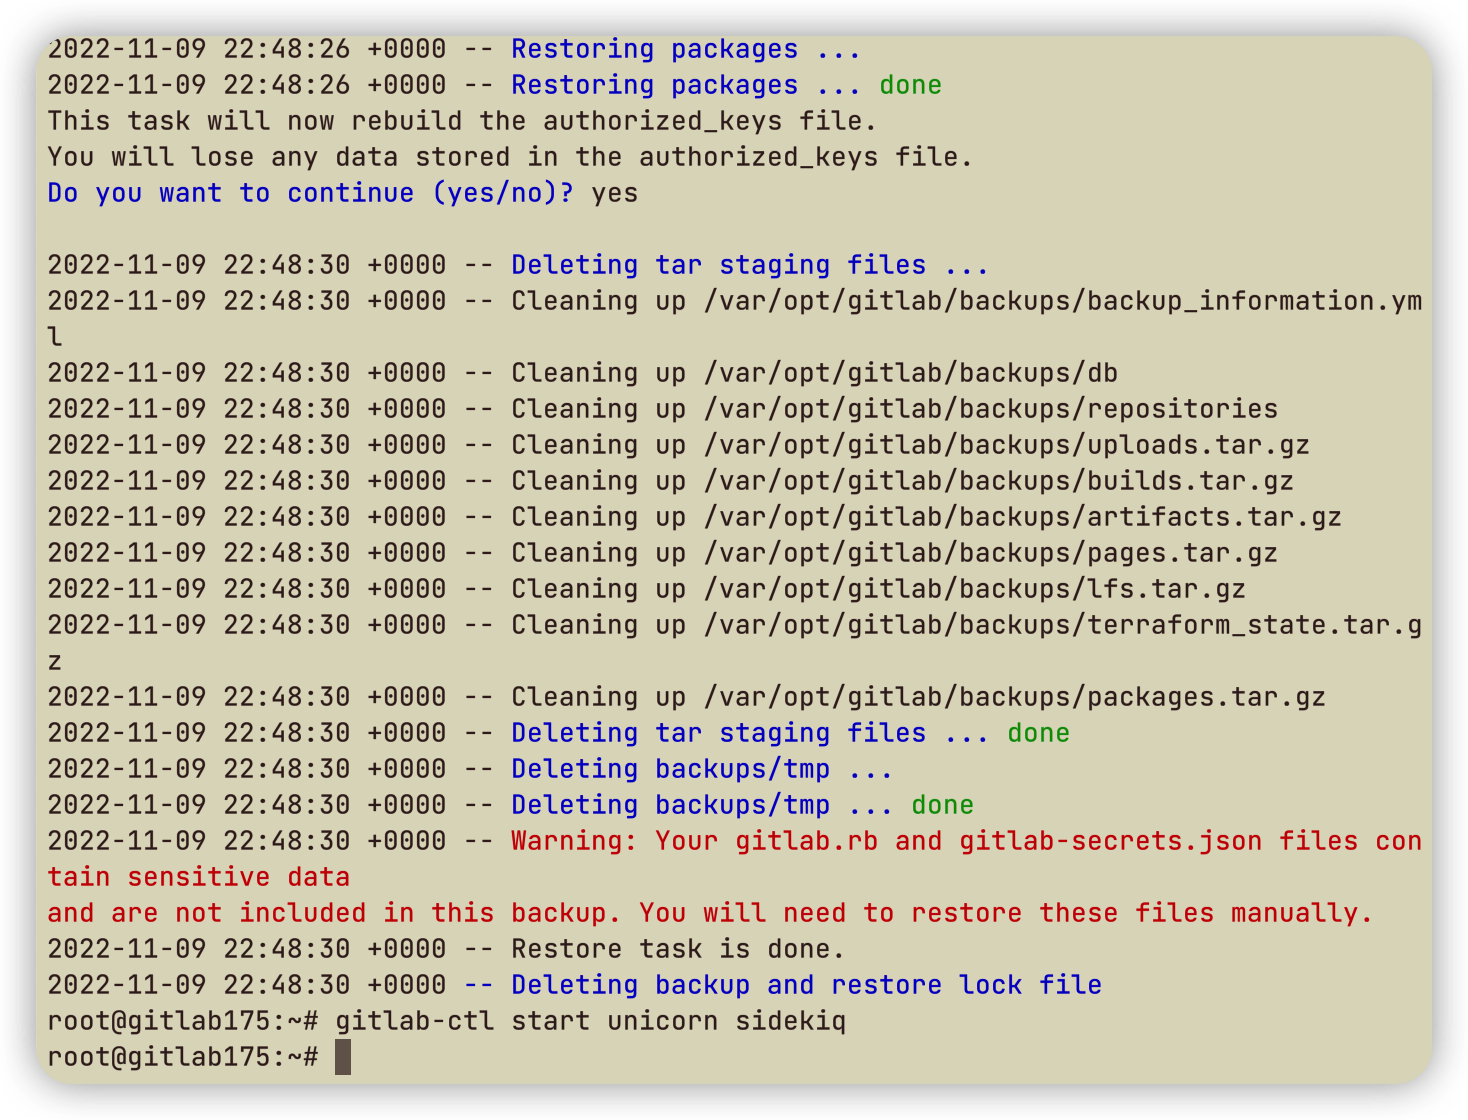 2022-11-09 22:48:26 +0000 -- Restoring packages ...
2022-11-09 22:48:26 +0000 -- Restoring packages ... done
This task will now rebuild the authorized_keys file.
You will lose any data stored in the authorized_keys file.
Do you want to continue (yes/no)? yes
2022-11-09 22:48:30 +0000 -- Deleting tar staging files ...
2022-11-09 22:48:30 +0000 -- Cleaning up /var/opt/gitlab/backups/backup_information.ym
l
2022-11-09 22:48:30 +0000 -- Cleaning up /var/opt/gitlab/backups/db
2022-11-09 22:48:30 +0000 -- Cleaning up /var/opt/gitlab/backups/repositories
2022-11-09 22:48:30 +0000 -- Cleaning up /var/opt/gitlab/backups/uploads.tar.gz
2022-11-09 22:48:30 +0000 -- Cleaning up /var/opt/gitlab/backups/builds.tar.gz
2022-11-09 22:48:30 +0000 -- Cleaning up /var/opt/gitlab/backups/artifacts.tar.gz
2022-11-09 22:48:30 +0000 -- Cleaning up /var/opt/gitlab/backups/pages.tar.gz
2022-11-09 22:48:30 +0000 -- Cleaning up /var/opt/gitlab/backups/lfs.tar.gz
2022-11-09 22:48:30 +0000 -- Cleaning up /var/opt/gitlab/backups/terraform_state.tar.g
z
2022-11-09 22:48:30 +0000 -- Cleaning up /var/opt/gitlab/backups/packages.tar.gz
2022-11-09 22:48:30 +0000 -- Deleting tar staging files ... done
2022-11-09 22:48:30 +0000 -- Deleting backups/tmp ...
2022-11-09 22:48:30 +0000 -- Deleting backups/tmp ... done
2022-11-09 22:48:30 +0000 -- Warning: Your gitlab.rb and gitlab-secrets.json files con
tain sensitive data
and are not included in this backup. You will need to restore these files manually.
2022-11-09 22:48:30 +0000 -- Restore task is done.
2022-11-09 22:48:30 +0000 -- Deleting backup and restore lock file
root@gitlab175:~# gitlab-ctl start unicorn sidekiq
root@gitlab175:~#